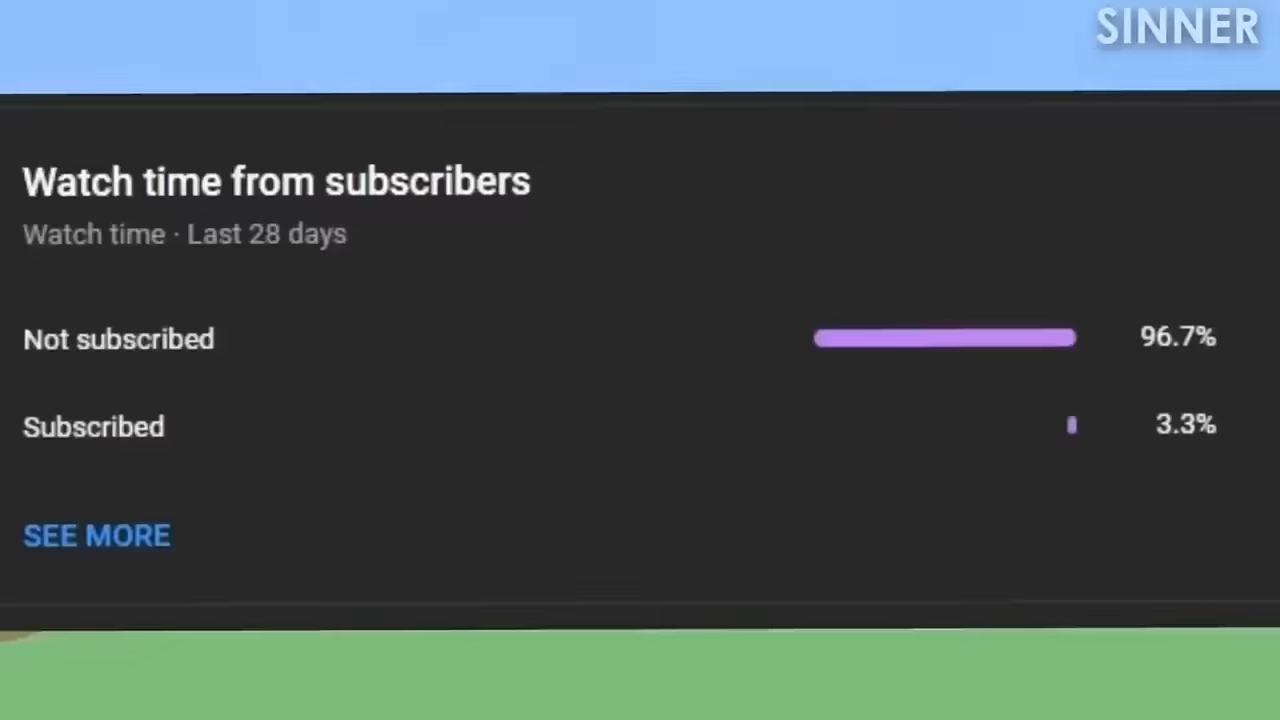 SINNER
Watch time from subscribers
Watch time · Last 28 days
Not subscribed 96.7%
Subscribed 3.3%
SEE MORE